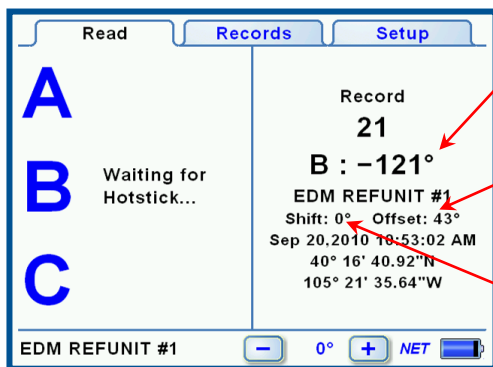 Read
Records
Setup
A
B
C
Waiting for
Hotstick...
Record
21
B : −121°
EDM REFUNIT #1
Shift: 0° Offset: 43°
Sep 20,2010 10:53:02 AM
40° 16' 40.92"N
105° 21' 35.64"W
EDM REFUNIT #1
− 0° + NET